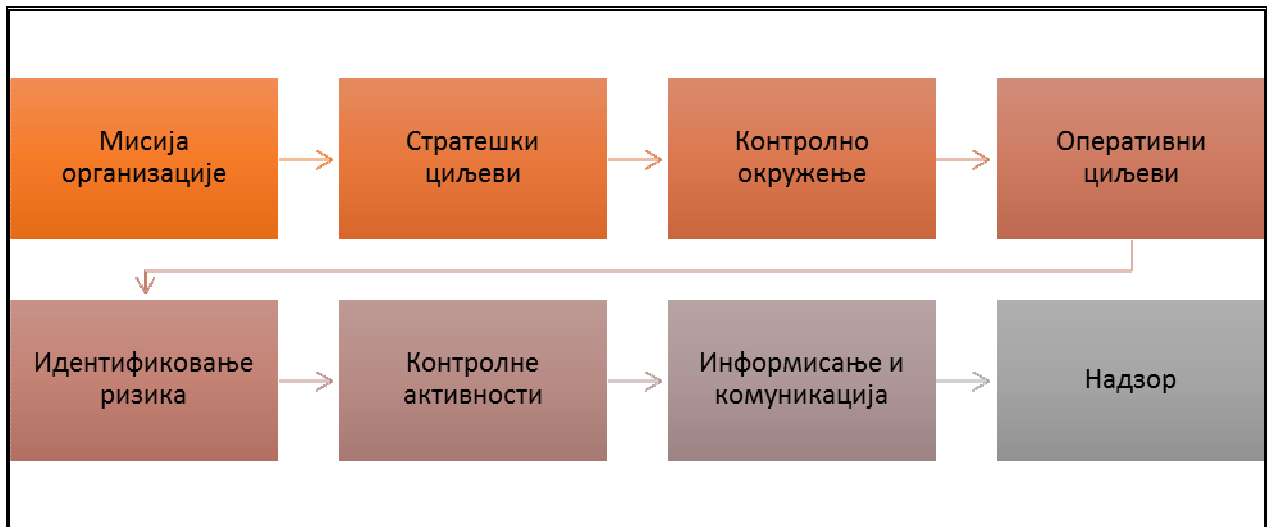 Мисија
организације
Стратешки
циљеви
Контролно
окружење
Оперативни
циљеви
Идентификовање
ризика
Контролне
активности
Информисање и
комуникација
Надзор